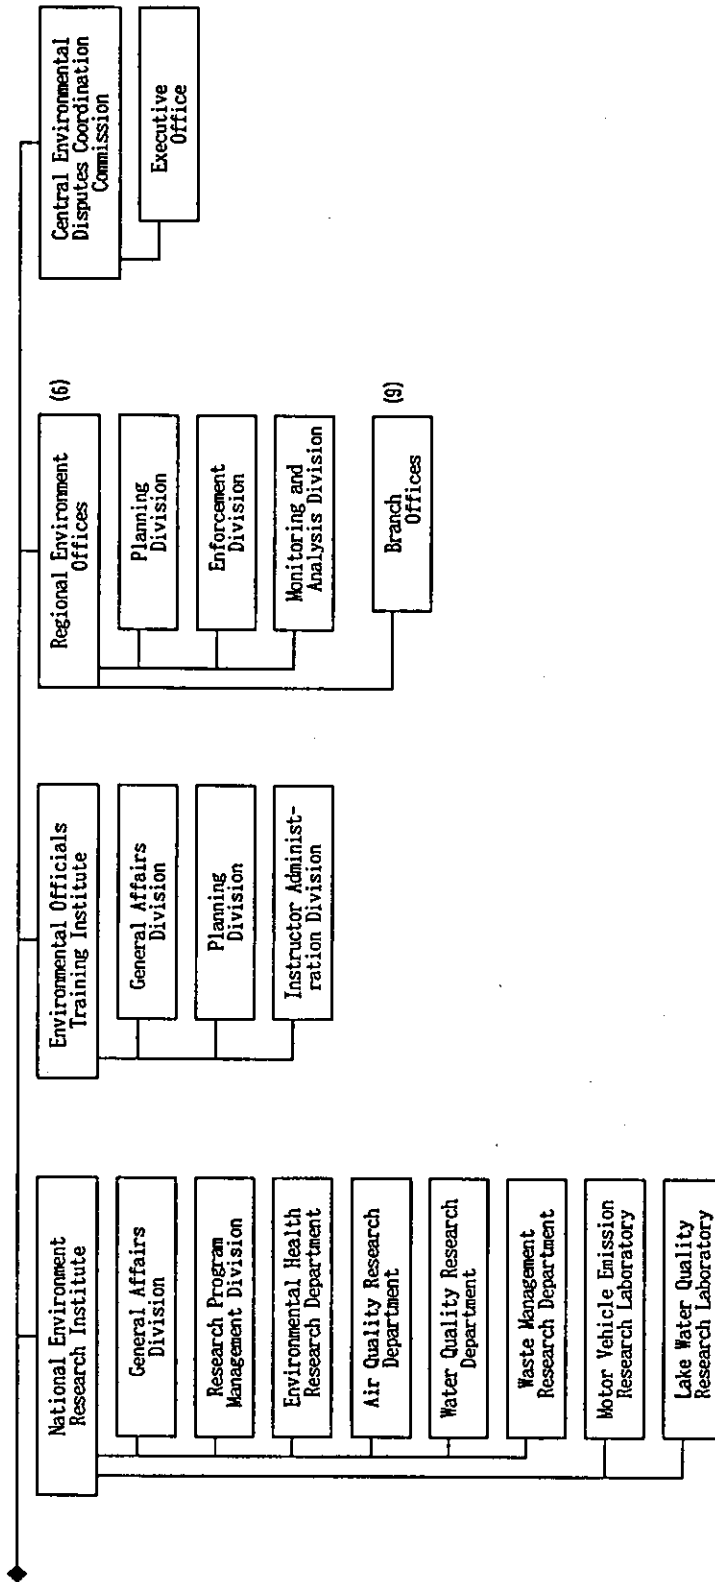 National Environment
Research Institute
General Affairs
Division
Research Program
Management Division
Environmental Health
Research Department
Air Quality Research
Department
Water Quality Research
Department
Waste Management
Research Department
Motor Vehicle Emission
Research Laboratory
Lake Water Quality
Research Laboratory
Environmental Officials
Training Institute
General Affairs
Division
Planning
Division
Instructor Administ-
ration Division
Regional Environment
Offices
(6)
Planning
Division
Enforcement
Division
Monitoring and
Analysis Division
Branch
Offices
(9)
Central Environmental
Disputes Coordination
Commission
Executive
Office